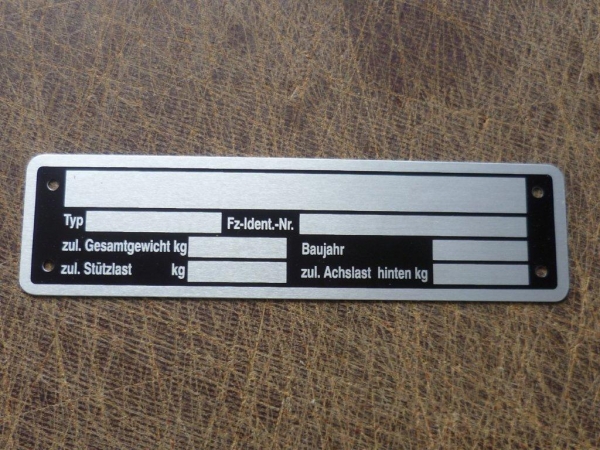 Typ Fz-Ident.-Nr.
zul. Gesamtgewicht kg Baujahr
zul. Stützlast kg zul. Achslast hinten kg